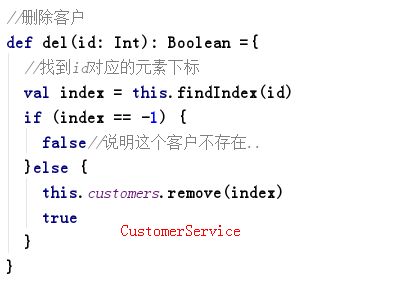 //删除客户
def del(id: Int): Boolean ={
//找到id对应的元素下标
val index = this.findIndex(id)
if (index == -1) {
false//说明这个客户不存在..
}else {
this.customers.remove(index)
true
CustomerService
}
}